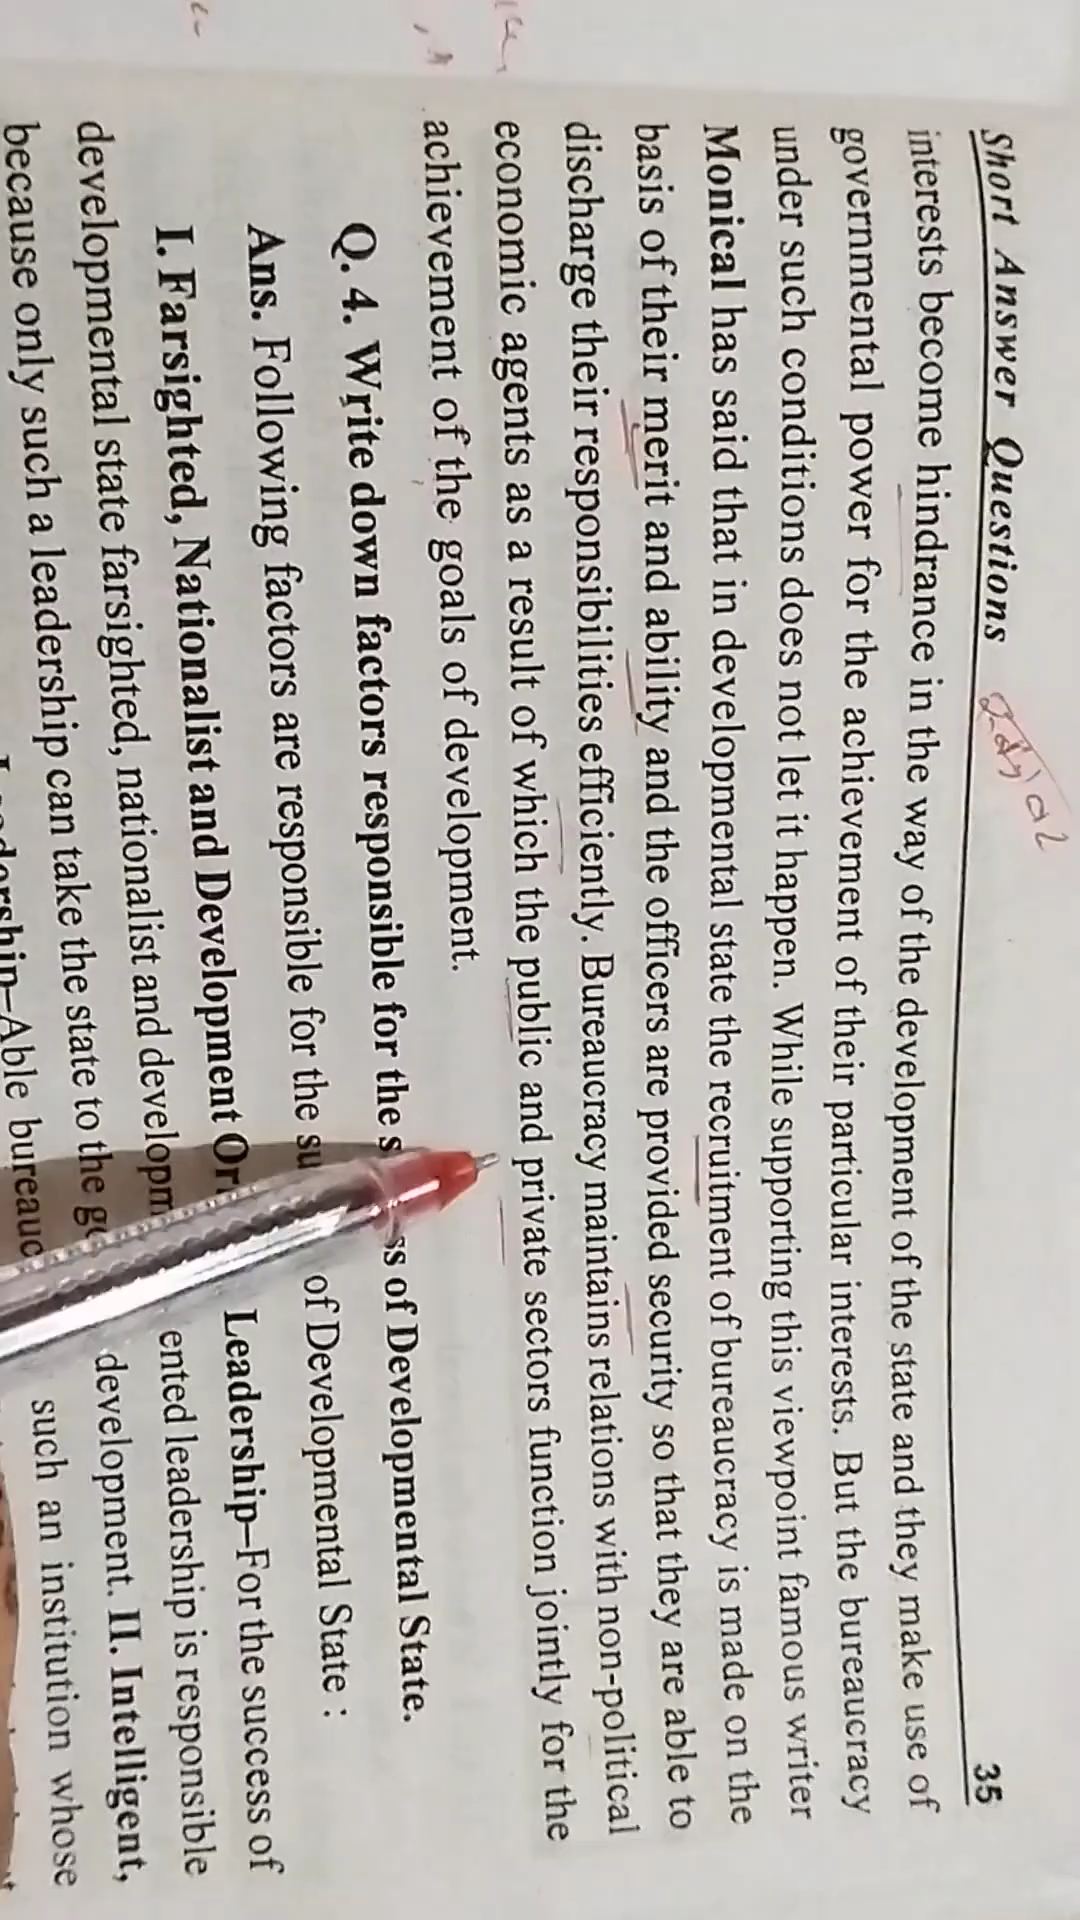 Short Answer Questions 35
interests become hindrance in the way of the development of the state and they make use of
governmental power for the achievement of their particular interests. But the bureaucracy
under such conditions does not let it happen. While supporting this viewpoint famous writer
Monical has said that in developmental state the recruitment of bureaucracy is made on the
basis of their merit and ability and the officers are provided security so that they are able to
discharge their responsibilities efficiently. Bureaucracy maintains relations with non-political
economic agents as a result of which the public and private sectors function jointly for the
achievement of the goals of development.
Q. 4. Write down factors responsible for the s ss of Developmental State.
Ans. Following factors are responsible for the su of Developmental State :
I. Farsighted, Nationalist and Development Or Leadership–For the success of
developmental state farsighted, nationalist and developm ented leadership is responsible
because only such a leadership can take the state to the g development. II. Intelligent,
dership–Able bureauc such an institution whose